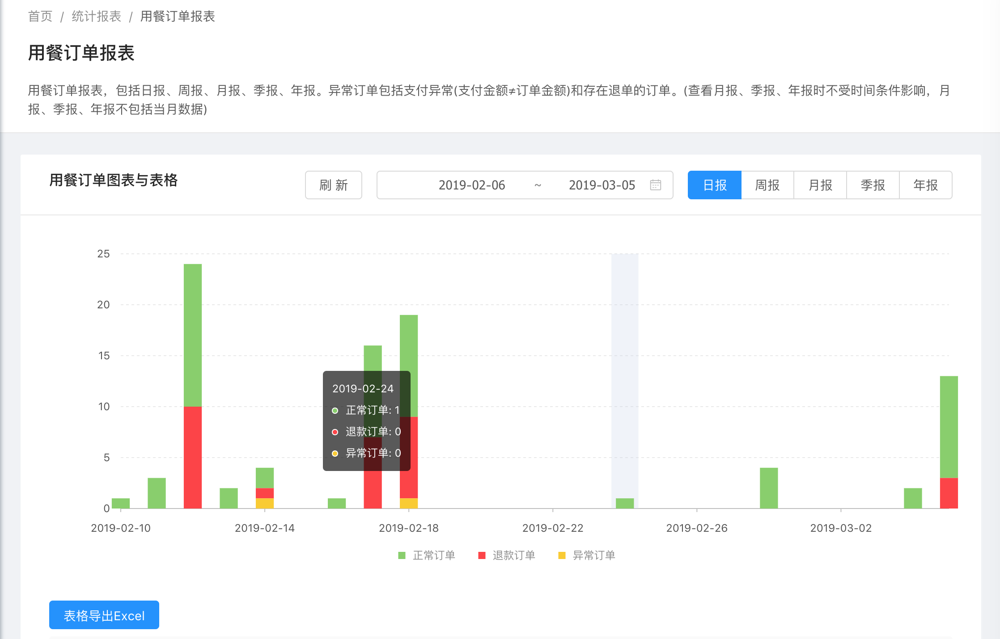 首页 / 统计报表 / 用餐订单报表
用餐订单报表
用餐订单报表，包括日报、周报、月报、季报、年报。异常订单包括支付异常(支付金额≠订单金额)和存在退单的订单。(查看月报、季报、年报时不受时间条件影响，月
报、季报、年报不包括当月数据)
用餐订单图表与表格
刷 新
2019-02-06 ~ 2019-03-05
日报 周报 月报 季报 年报
25
20
15
10
5
0
2019-02-24
正常订单: 1
退款订单: 0
异常订单: 0
2019-02-10 2019-02-14 2019-02-18 2019-02-22 2019-02-26 2019-03-02
正常订单 退款订单 异常订单
表格导出Excel